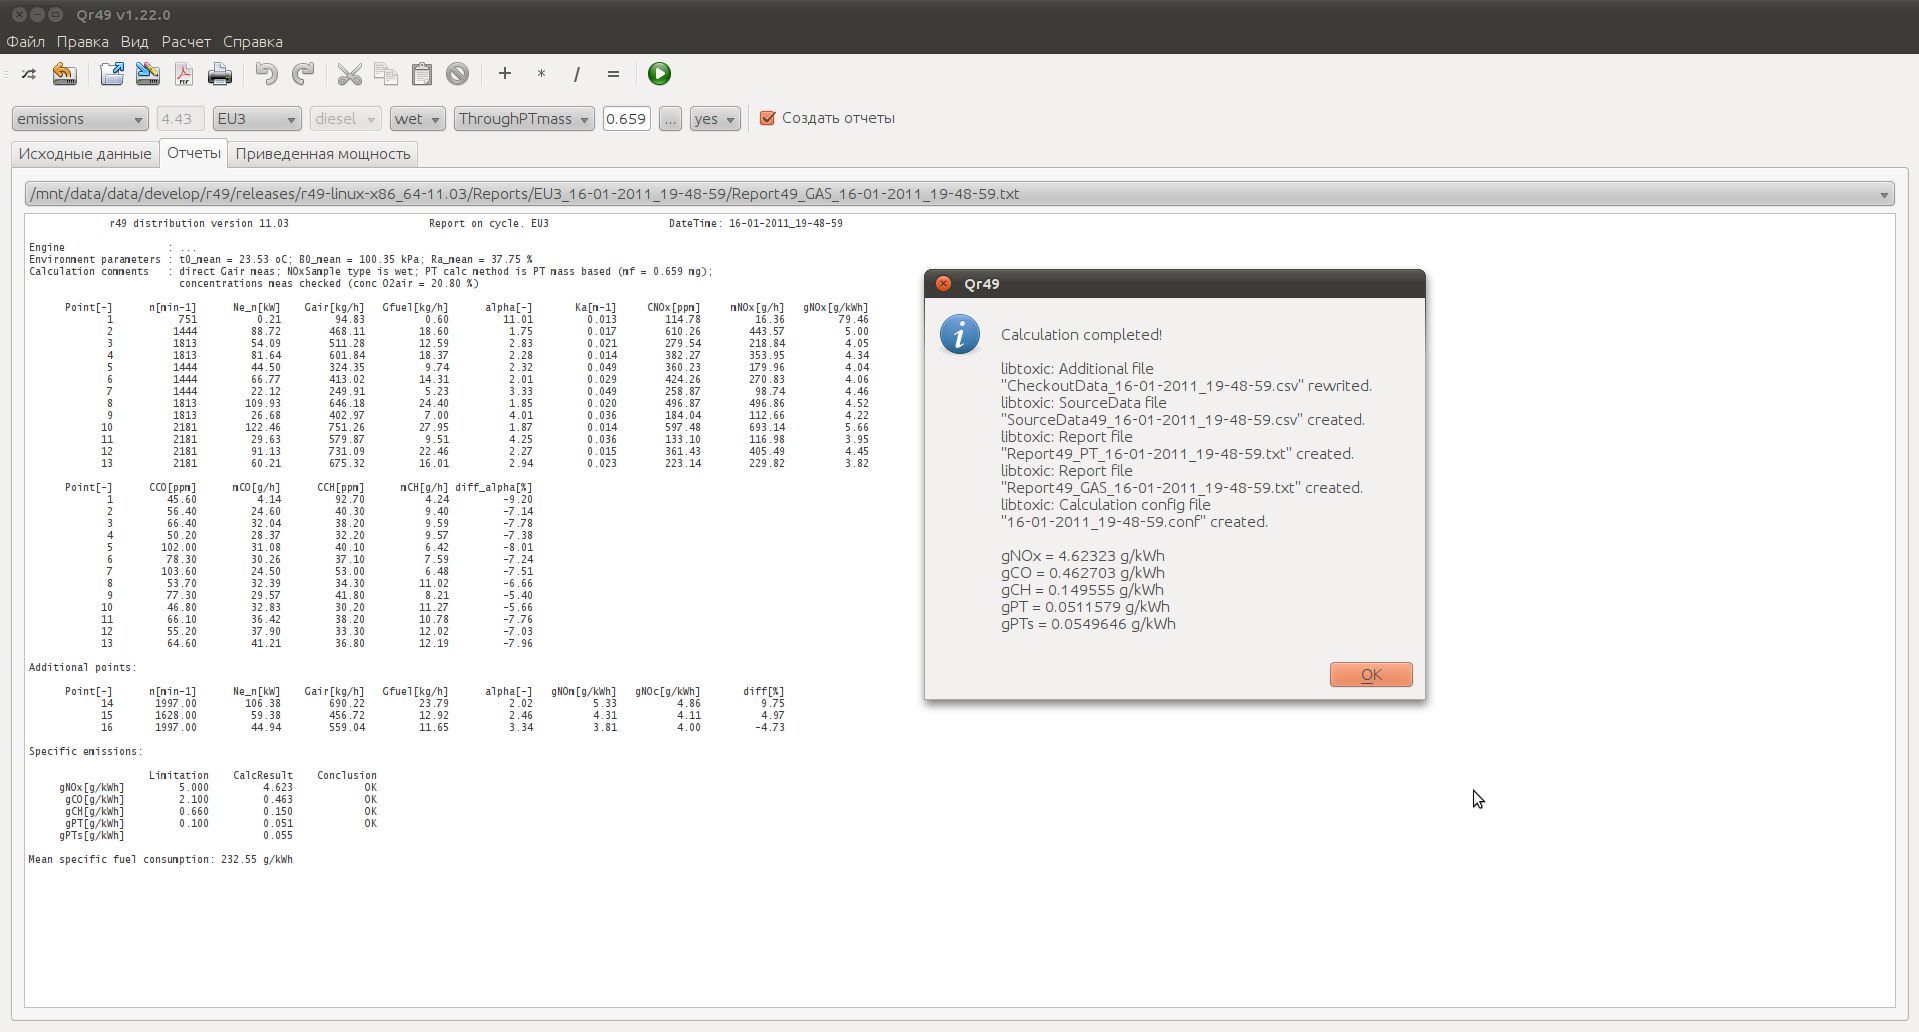 Qr49 v1.22.0
Файл Правка Вид Расчет Справка
PDF + * / =
emissions 4.43 EU3 diesel wet ThroughPTmass 0.659 ... yes Создать отчеты
Исходные данные Отчеты Приведенная мощность
/mnt/data/data/develop/r49/releases/r49-linux-x86_64-11.03/Reports/EU3_16-01-2011_19-48-59/Report49_GAS_16-01-2011_19-48-59.txt
r49 distribution version 11.03 Report on cycle. EU3 DateTime: 16-01-2011_19-48-59
Engine : ...
Environment parameters : t0_mean = 23.53 oC; B0_mean = 100.35 kPa; Ra_mean = 37.75 %
Calculation comments : direct Gair meas; NOxSample type is wet; PT calc method is PT mass based (mf = 0.659 mg);
concentrations meas checked (conc O2air = 20.80 %)
Point[-] n[min-1] Ne_n[kW] Gair[kg/h] Gfuel[kg/h] alpha[-] Ka[m-1] CNOx[ppm] mNOx[g/h] gNOx[g/kWh]
1 751 0.21 94.83 0.60 11.01 0.013 114.78 16.36 79.46
2 1444 88.72 468.11 18.60 1.75 0.017 610.26 443.57 5.00
3 1813 54.09 511.28 12.59 2.83 0.021 279.54 218.84 4.05
4 1813 81.64 601.84 18.37 2.28 0.014 382.27 353.95 4.34
5 1444 44.50 324.35 9.74 2.32 0.049 360.23 179.96 4.04
6 1444 66.77 413.02 14.31 2.01 0.029 424.26 270.83 4.06
7 1444 22.12 249.91 5.23 3.33 0.049 258.87 98.74 4.46
8 1813 109.93 646.18 24.40 1.85 0.020 496.87 496.86 4.52
9 1813 26.68 402.97 7.00 4.01 0.036 184.04 112.66 4.22
10 2181 122.46 751.26 27.95 1.87 0.014 597.48 693.14 5.66
11 2181 29.63 579.87 9.51 4.25 0.036 133.10 116.98 3.95
12 2181 91.13 731.09 22.46 2.27 0.015 361.43 405.49 4.45
13 2181 60.21 675.32 16.01 2.94 0.023 223.14 229.82 3.82
Point[-] CCO[ppm] mCO[g/h] CCH[ppm] mCH[g/h] diff_alpha[%]
1 45.60 4.14 92.70 4.24 -9.20
2 56.40 24.60 40.30 9.40 -7.14
3 66.40 32.04 38.20 9.59 -7.78
4 50.20 28.37 32.20 9.57 -7.38
5 102.00 31.08 40.10 6.42 -8.01
6 78.30 30.26 37.10 7.59 -7.24
7 103.60 24.50 53.00 6.48 -7.51
8 53.70 32.39 34.30 11.02 -6.66
9 77.30 29.57 41.80 8.21 -5.40
10 46.80 32.83 30.20 11.27 -5.66
11 66.10 36.42 38.20 10.78 -7.76
12 55.20 37.90 33.30 12.02 -7.03
13 64.60 41.21 36.80 12.19 -7.96
Additional points:
Point[-] n[min-1] Ne_n[kW] Gair[kg/h] Gfuel[kg/h] alpha[-] gNOm[g/kWh] gNOc[g/kWh] diff[%]
14 1997.00 106.38 690.22 23.79 2.02 5.33 4.86 9.75
15 1628.00 59.38 456.72 12.92 2.46 4.31 4.11 4.97
16 1997.00 44.94 559.04 11.65 3.34 3.81 4.00 -4.73
Specific emissions:
Limitation CalcResult Conclusion
gNOx[g/kWh] 5.000 4.623 OK
gCO[g/kWh] 2.100 0.463 OK
gCH[g/kWh] 0.660 0.150 OK
gPT[g/kWh] 0.100 0.051 OK
gPTs[g/kWh] 0.055
Mean specific fuel consumption: 232.55 g/kWh
Qr49
Calculation completed!
libtoxic: Additional file
"CheckoutData_16-01-2011_19-48-59.csv" rewrited.
libtoxic: SourceData file
"SourceData49_16-01-2011_19-48-59.csv" created.
libtoxic: Report file
"Report49_PT_16-01-2011_19-48-59.txt" created.
libtoxic: Report file
"Report49_GAS_16-01-2011_19-48-59.txt" created.
libtoxic: Calculation config file
"16-01-2011_19-48-59.conf" created.
gNOx = 4.62323 g/kWh
gCO = 0.462703 g/kWh
gCH = 0.149555 g/kWh
gPT = 0.0511579 g/kWh
gPTs = 0.0549646 g/kWh
OK